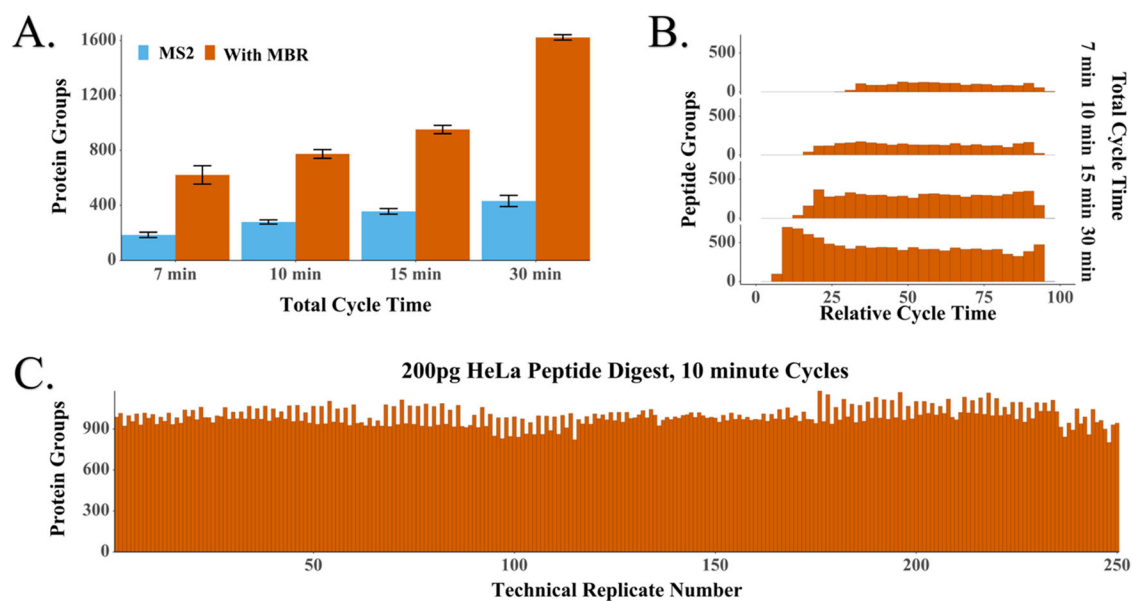 A.
1600
1200
800
400
0
Protein Groups
MS2 With MBR
7 min 10 min 15 min 30 min
Total Cycle Time
B.
500
0
500
0
500
0
500
0
Peptide Groups
7 min 10 min 15 min 30 min
Total Cycle Time
0 25 50 75 100
Relative Cycle Time
C.
200pg HeLa Peptide Digest, 10 minute Cycles
900
600
300
0
Protein Groups
50 100 150 200 250
Technical Replicate Number